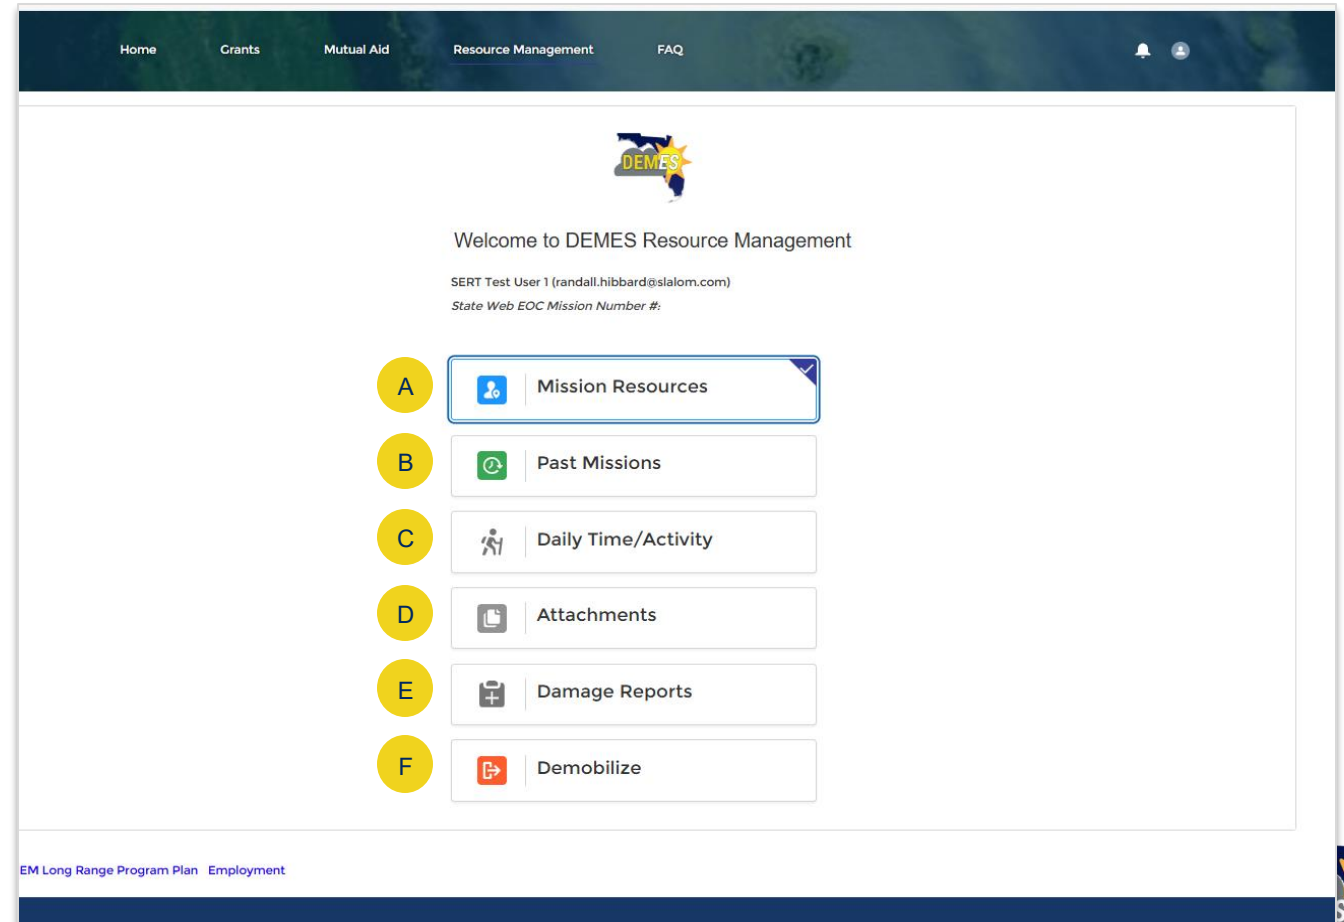 Home Grants Mutual Aid Resource Management FAQ
DEMES
Welcome to DEMES Resource Management
SERT Test User 1 (randall.hibbard@slalom.com)
State Web EOC Mission Number #:
A Mission Resources
B Past Missions
C Daily Time/Activity
D Attachments
E Damage Reports
F Demobilize
EM Long Range Program Plan Employment